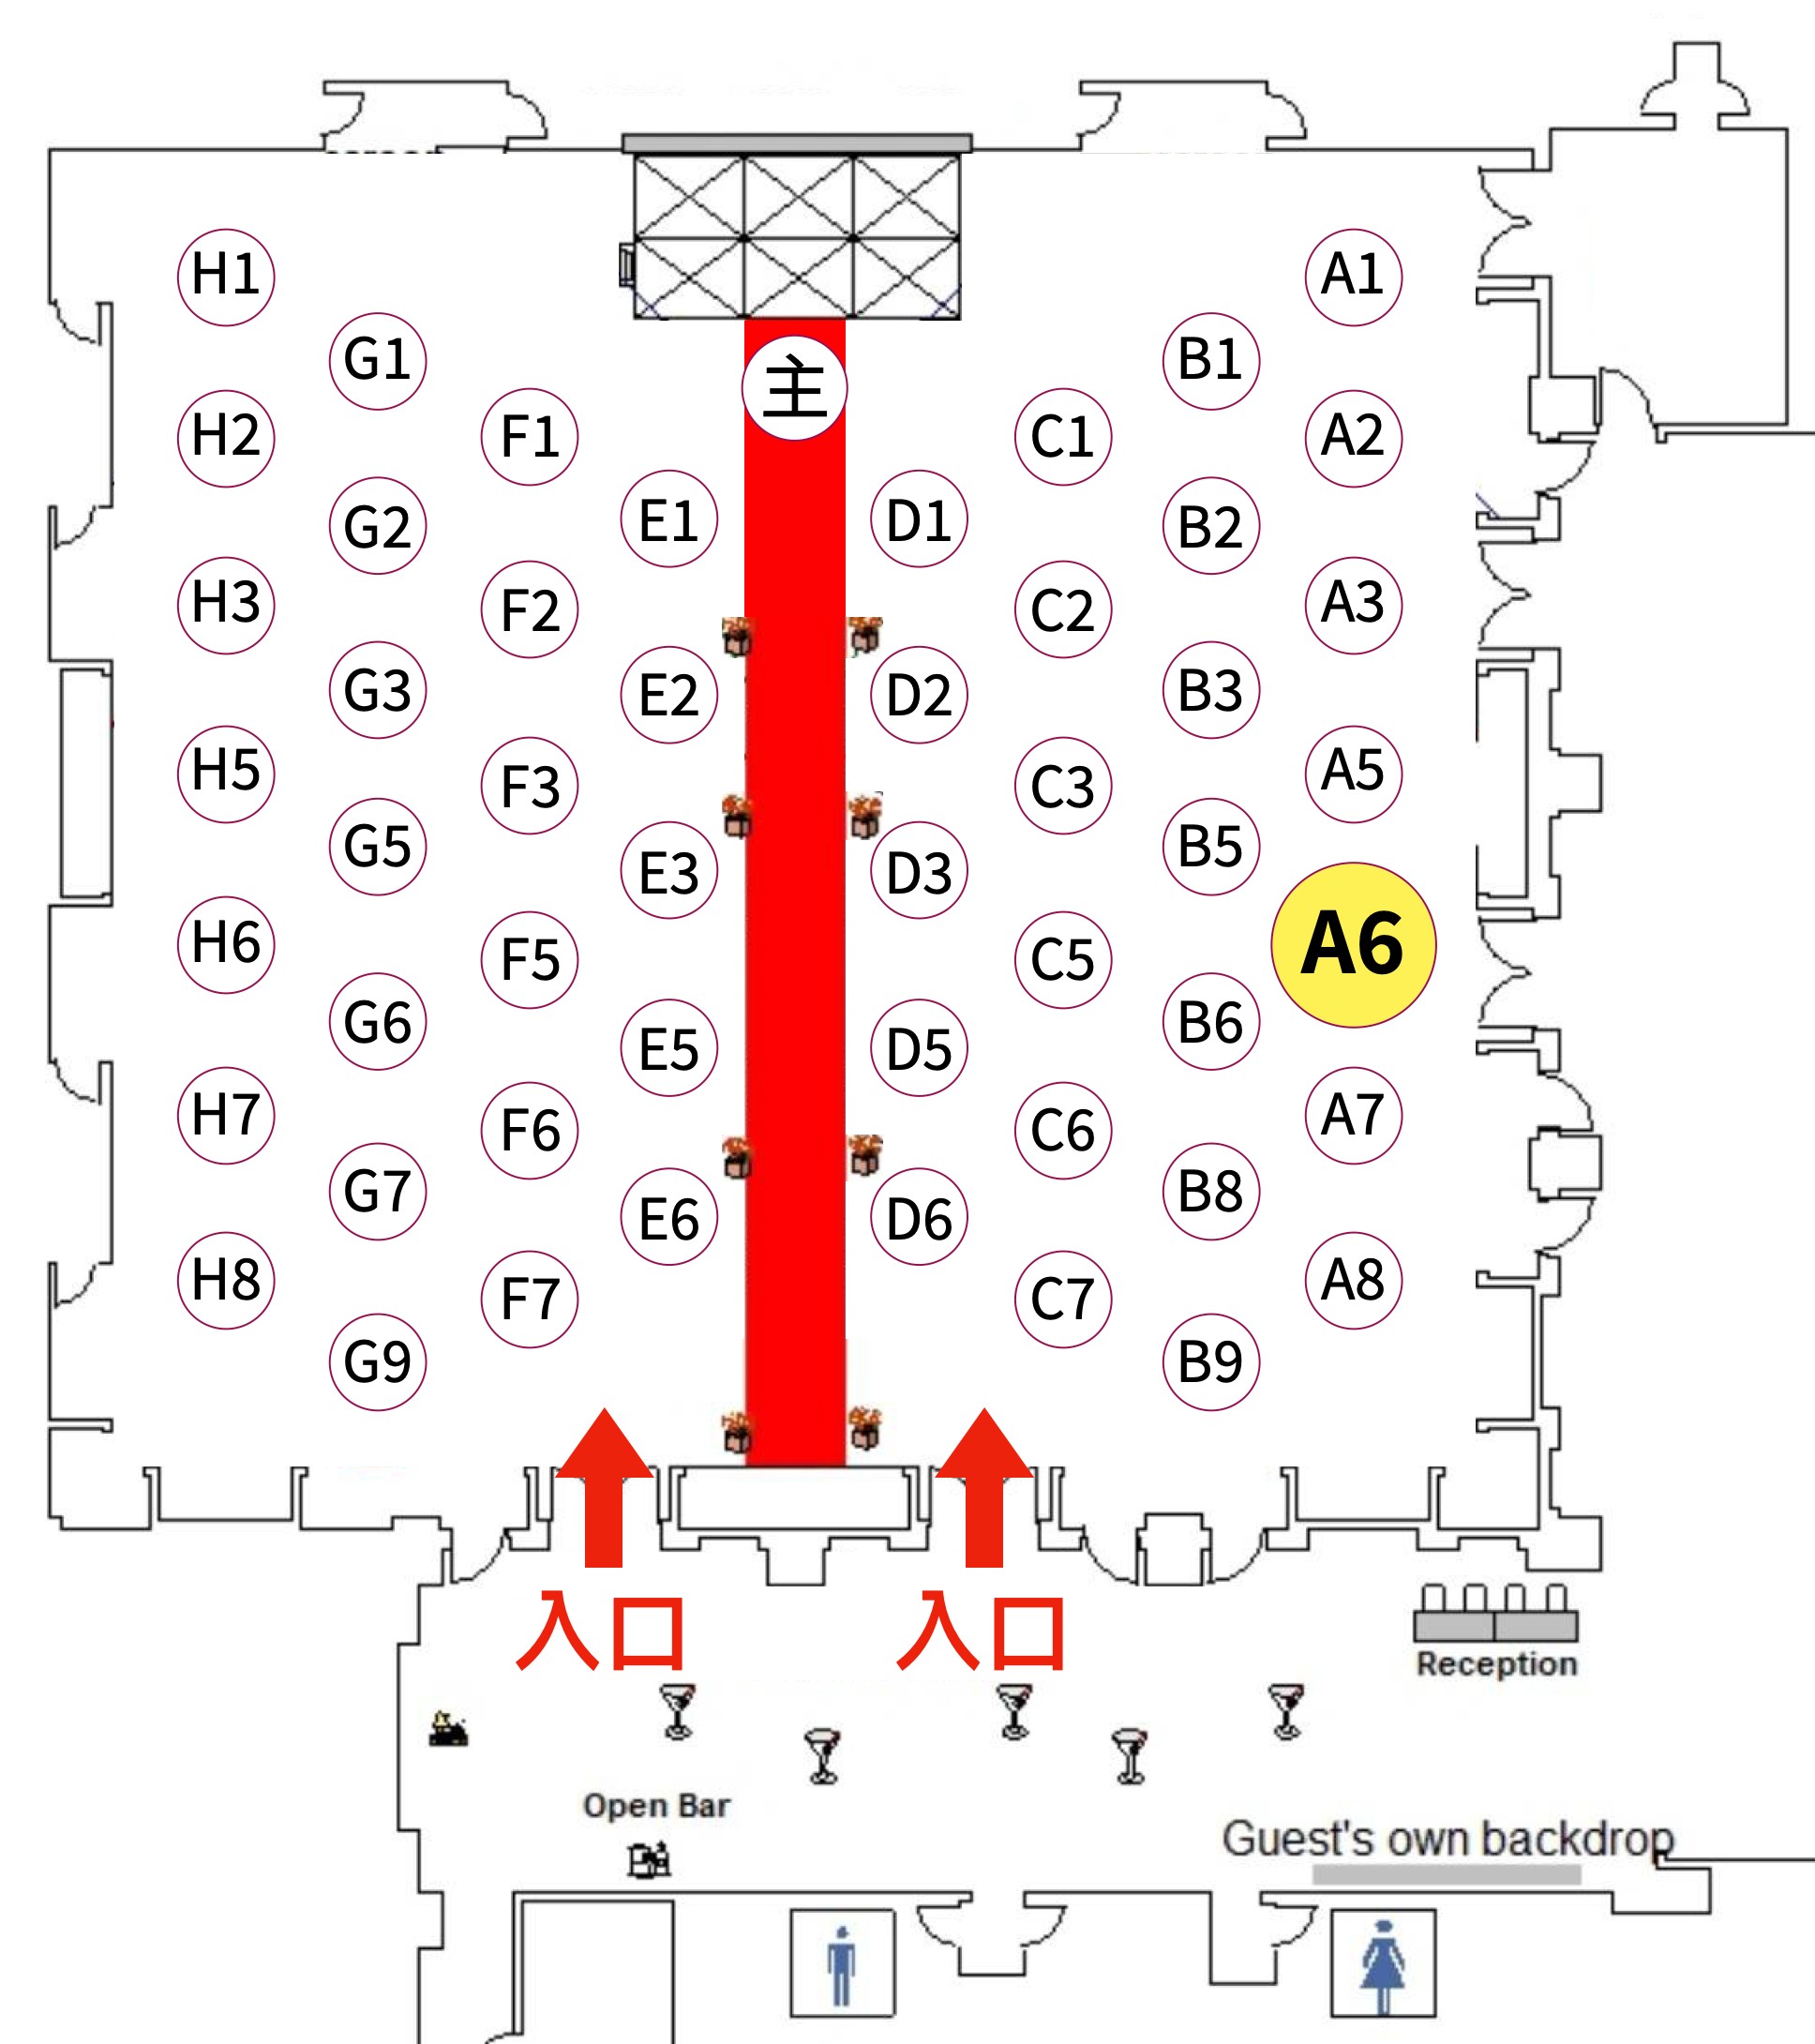 H1
A1
G1
B1
主
H2
F1
C1
A2
G2
E1
D1
B2
H3
F2
C2
A3
G3
E2
D2
B3
H5
F3
C3
A5
G5
E3
D3
B5
H6
F5
C5
A6
G6
E5
D5
B6
H7
F6
C6
A7
G7
E6
D6
B8
H8
F7
C7
A8
G9
B9
入口 入口
Reception
Open Bar
Guest's own backdrop